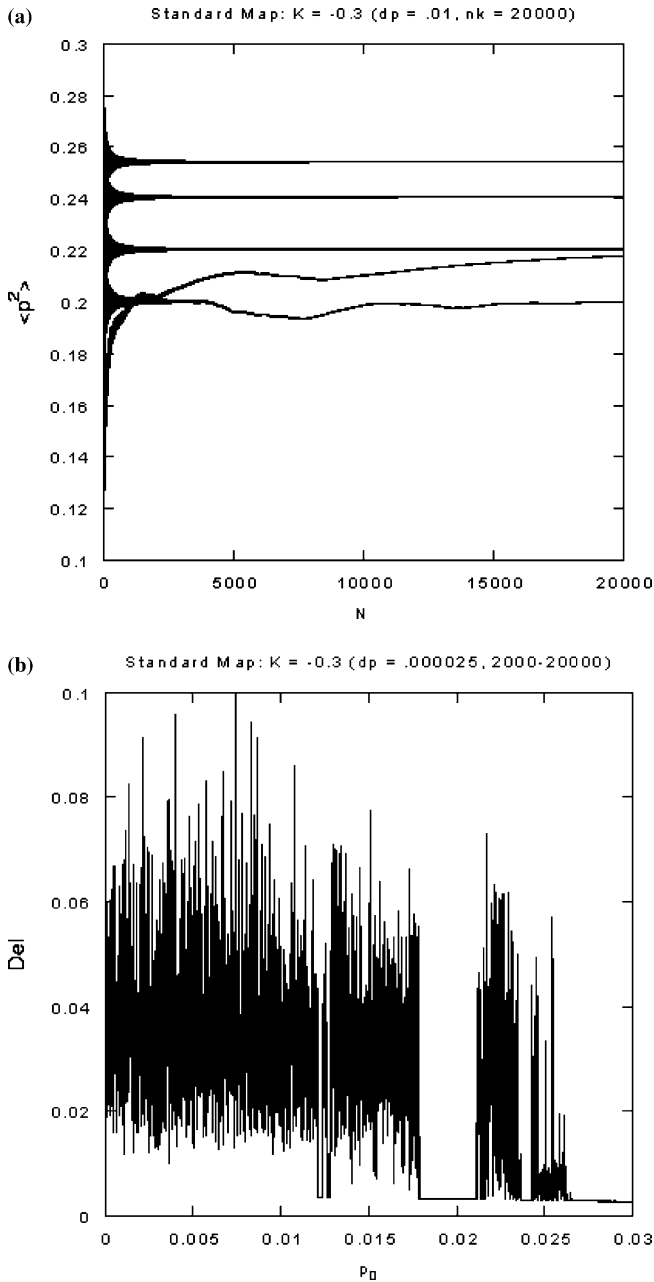 (a)
Standard Map: K = -0.3 (dp = .01, nk = 20000)
0.3
0.28
0.26
0.24
0.22
0.2
0.18
0.16
0.14
0.12
0.1
<p²>
0 5000 10000 15000 20000
N
(b)
Standard Map: K = -0.3 (dp = .000025, 2000-20000)
0.1
0.08
0.06
0.04
0.02
0
Del
0 0.005 0.01 0.015 0.02 0.025 0.03
p₀